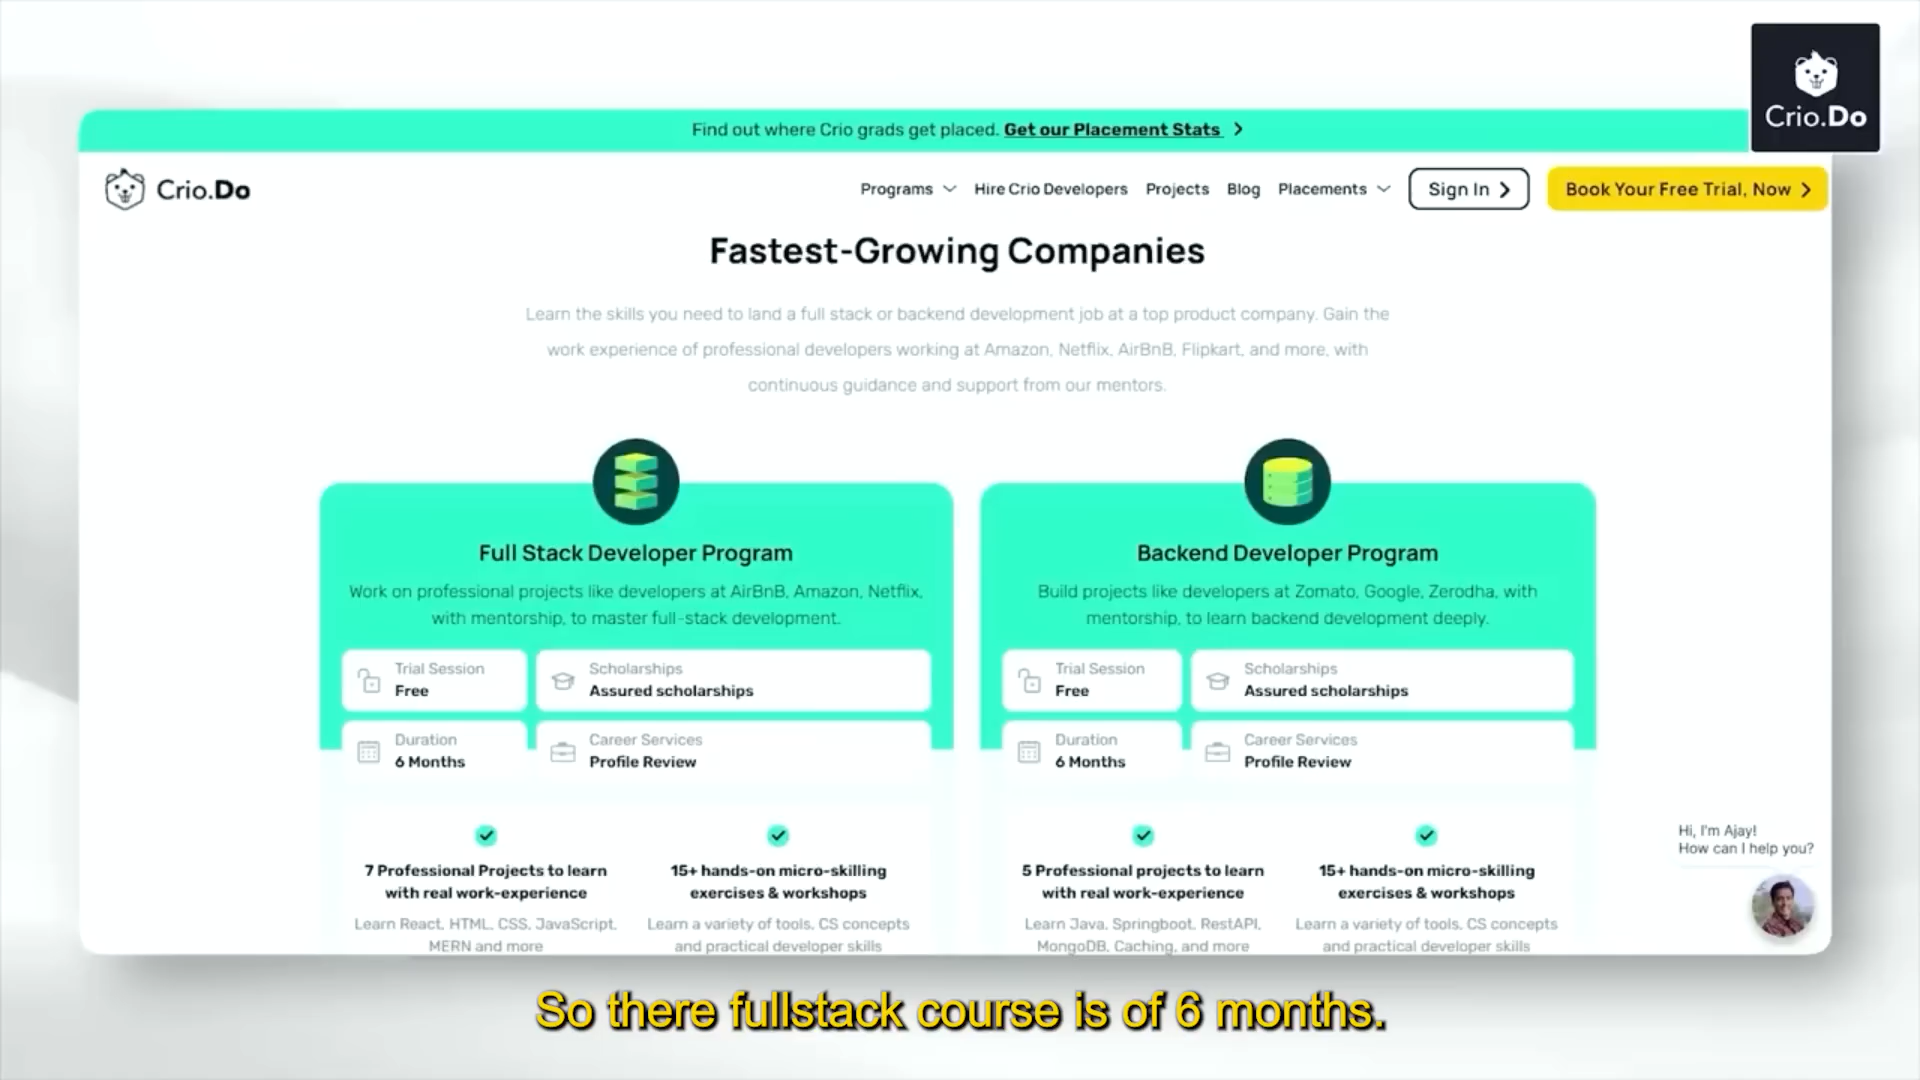 Crio.Do
Find out where Crio grads get placed. Get our Placement Stats
Crio.Do
Programs
Hire Crio Developers
Projects
Blog
Placements
Sign In
Book Your Free Trial, Now
Fastest-Growing Companies
Learn the skills you need to land a full stack or backend development job at a top product company. Gain the
work experience of professional developers working at Amazon, Netflix, AirBnB, Flipkart, and more, with
continuous guidance and support from our mentors.
Full Stack Developer Program
Work on professional projects like developers at AirBnB, Amazon, Netflix,
with mentorship, to master full-stack development.
Trial Session
Free
Scholarships
Assured scholarships
Duration
6 Months
Career Services
Profile Review
7 Professional Projects to learn
with real work-experience
Learn React, HTML, CSS, JavaScript,
MERN and more
15+ hands-on micro-skilling
exercises & workshops
Learn a variety of tools, CS concepts
and practical developer skills
Backend Developer Program
Build projects like developers at Zomato, Google, Zerodha, with
mentorship, to learn backend development deeply.
Trial Session
Free
Scholarships
Assured scholarships
Duration
6 Months
Career Services
Profile Review
5 Professional projects to learn
with real work-experience
Learn Java, Springboot, RestAPI,
MongoDB, Caching, and more
15+ hands-on micro-skilling
exercises & workshops
Learn a variety of tools, CS concepts
and practical developer skills
Hi, I'm Ajay!
How can I help you?
So there fullstack course is of 6 months.